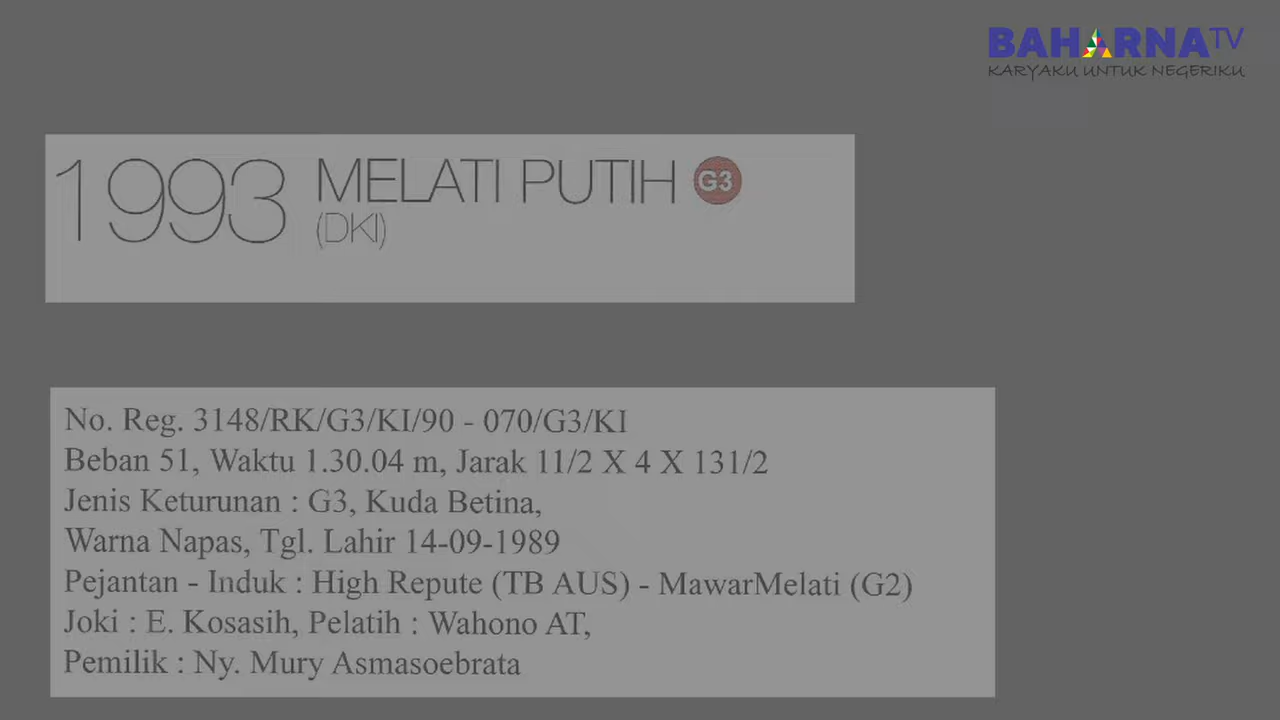 BAHARNATV
KARYAKU UNTUK NEGERIKU
1993 MELATI PUTIH G3
(DKI)
No. Reg. 3148/RK/G3/KI/90 - 070/G3/KI
Beban 51, Waktu 1.30.04 m, Jarak 11/2 X 4 X 131/2
Jenis Keturunan : G3, Kuda Betina,
Warna Napas, Tgl. Lahir 14-09-1989
Pejantan - Induk : High Repute (TB AUS) - MawarMelati (G2)
Joki : E. Kosasih, Pelatih : Wahono AT,
Pemilik : Ny. Mury Asmasoebrata